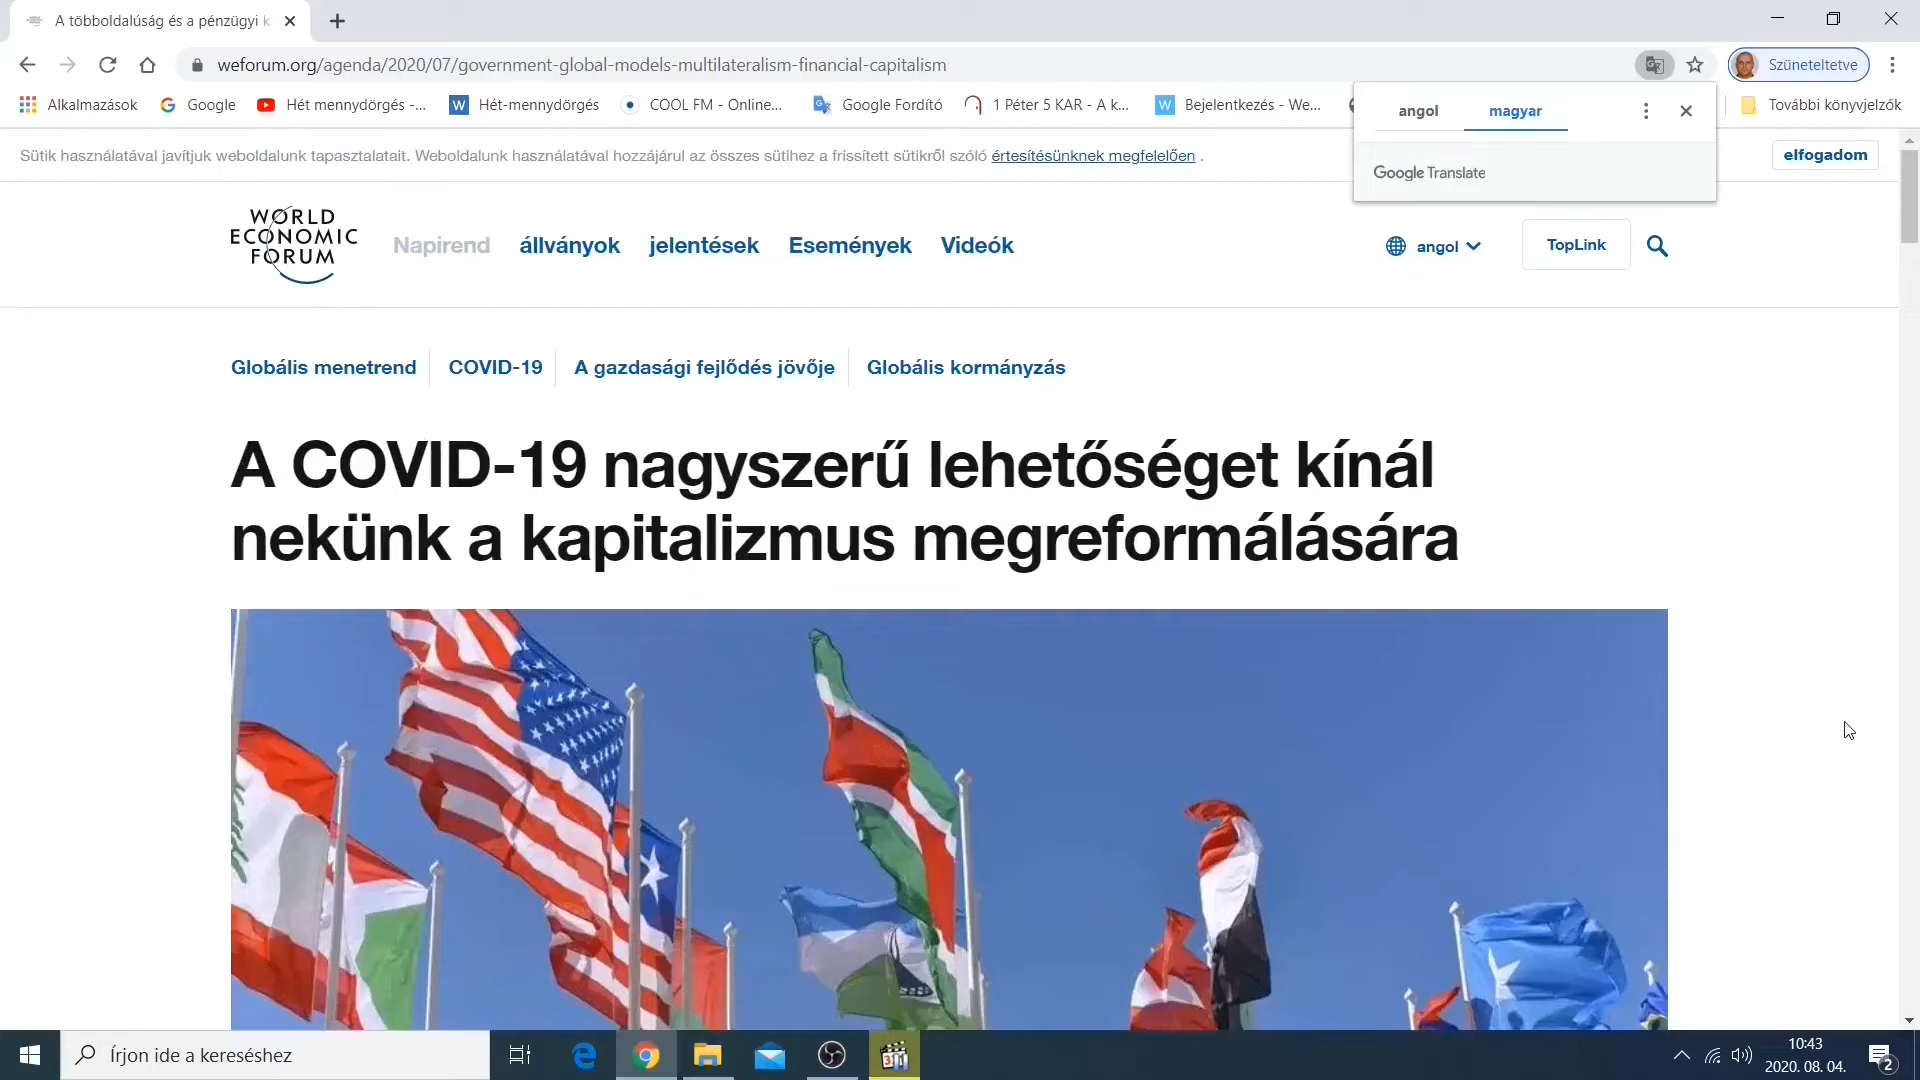 A többoldalúság és a pénzügyi k
weforum.org/agenda/2020/07/government-global-models-multilateralism-financial-capitalism
Szüneteltetve
Alkalmazások
Google
Hét mennydörgés -...
W
Hét-mennydörgés
COOL FM - Online...
Google Fordító
1 Péter 5 KAR - A k...
W
Bejelentkezés - We...
További könyvjelzők
angol
magyar
Google Translate
Sütik használatával javítjuk weboldalunk tapasztalatait. Weboldalunk használatával hozzájárul az összes sütihez a frissített sütikről szóló értesítésünknek megfelelően .
elfogadom
WORLD
ECONOMIC
FORUM
Napirend
állványok
jelentések
Események
Videók
angol
TopLink
Globális menetrend
COVID-19
A gazdasági fejlődés jövője
Globális kormányzás
A COVID-19 nagyszerű lehetőséget kínál
nekünk a kapitalizmus megreformálására
Írjon ide a kereséshez
10:43
2020. 08. 04.
2